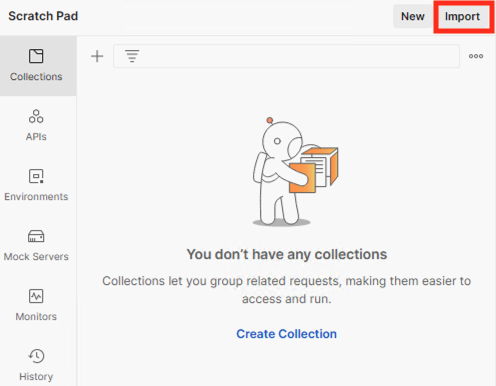 Scratch Pad
New
Import
Collections
APIs
Environments
Mock Servers
Monitors
History
You don't have any collections
Collections let you group related requests, making them easier to
access and run.
Create Collection